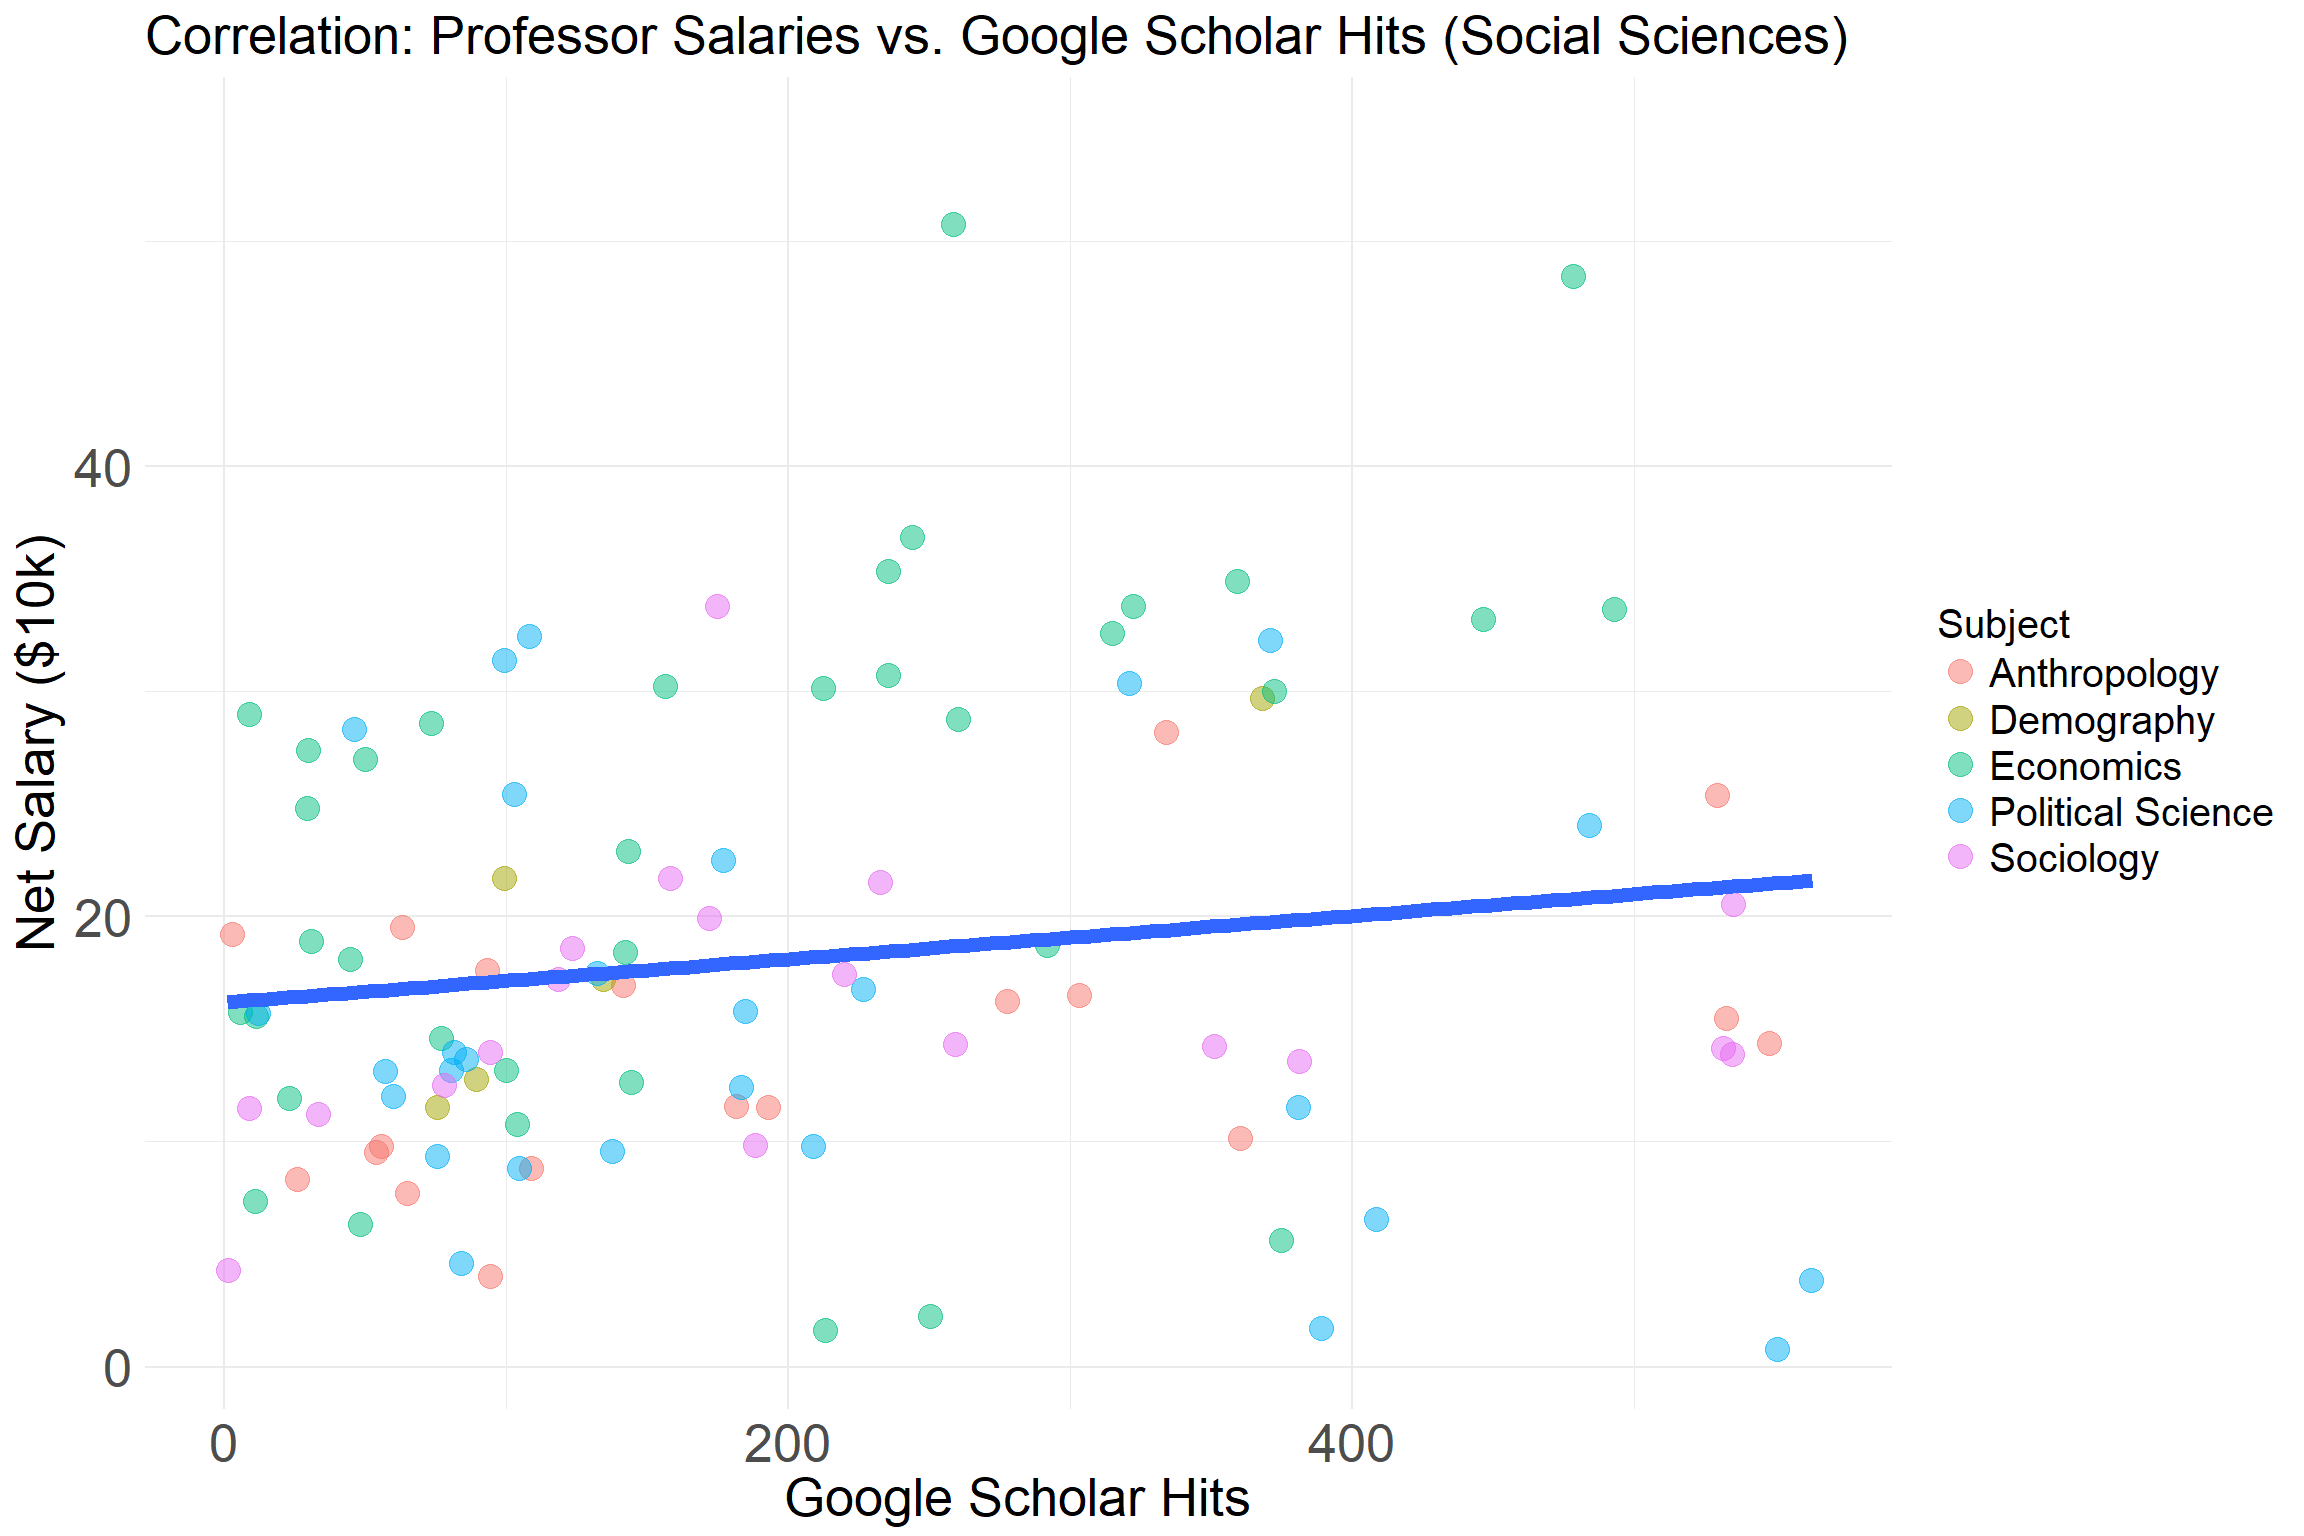 Correlation: Professor Salaries vs. Google Scholar Hits (Social Sciences)
Net Salary ($10k)
40
20
0
0 200 400
Google Scholar Hits
Subject
Anthropology
Demography
Economics
Political Science
Sociology